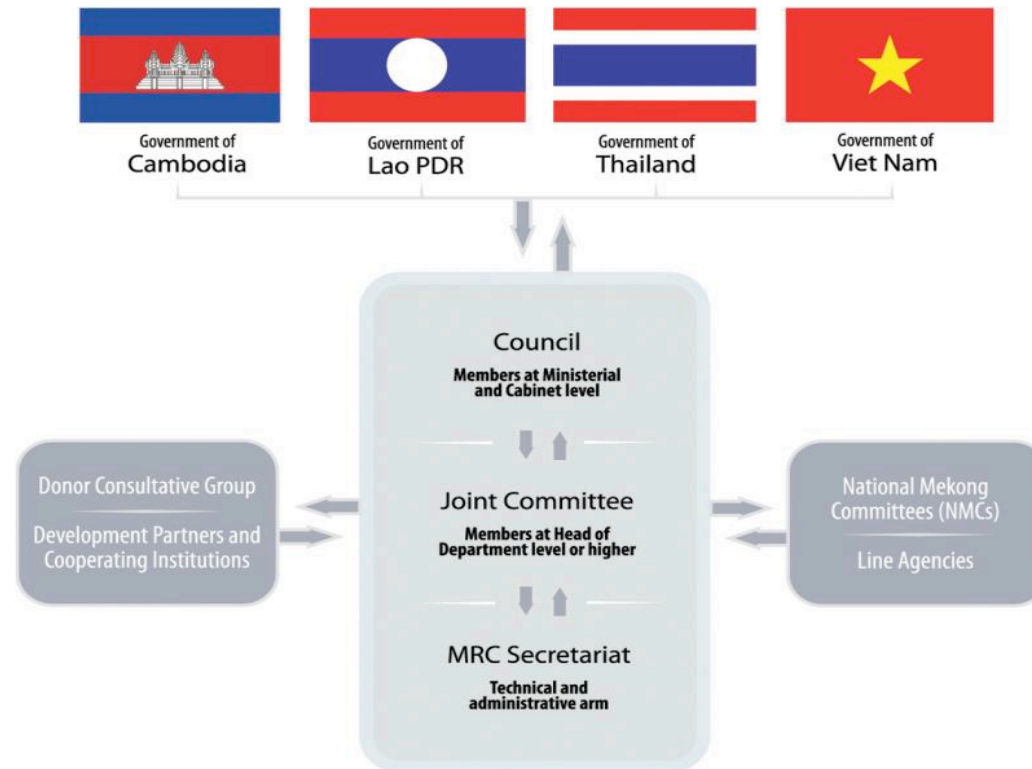 Government of
Cambodia
Government of
Lao PDR
Government of
Thailand
Government of
Viet Nam
Council
Members at Ministerial
and Cabinet level
Donor Consultative Group
Development Partners and
Cooperating Institutions
Joint Committee
Members at Head of
Department level or higher
National Mekong
Committees (NMCs)
Line Agencies
MRC Secretariat
Technical and
administrative arm